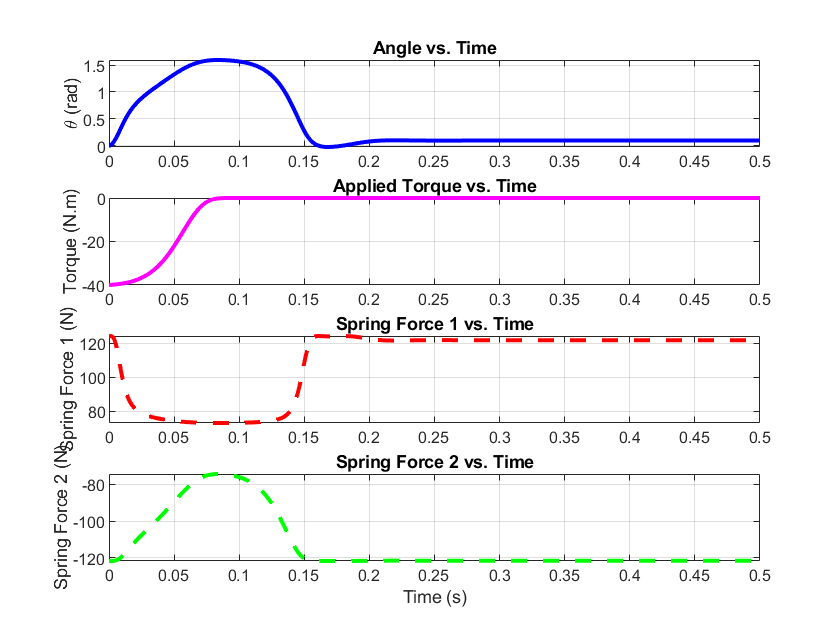 Angle vs. Time
θ (rad)
1.5
1
0.5
0
0 0.05 0.1 0.15 0.2 0.25 0.3 0.35 0.4 0.45 0.5
Applied Torque vs. Time
Torque (N.m)
0
-20
-40
0 0.05 0.1 0.15 0.2 0.25 0.3 0.35 0.4 0.45 0.5
Spring Force 1 vs. Time
Spring Force 1 (N)
120
100
80
0 0.05 0.1 0.15 0.2 0.25 0.3 0.35 0.4 0.45 0.5
Spring Force 2 vs. Time
Spring Force 2 (N)
-80
-100
-120
0 0.05 0.1 0.15 0.2 0.25 0.3 0.35 0.4 0.45 0.5
Time (s)